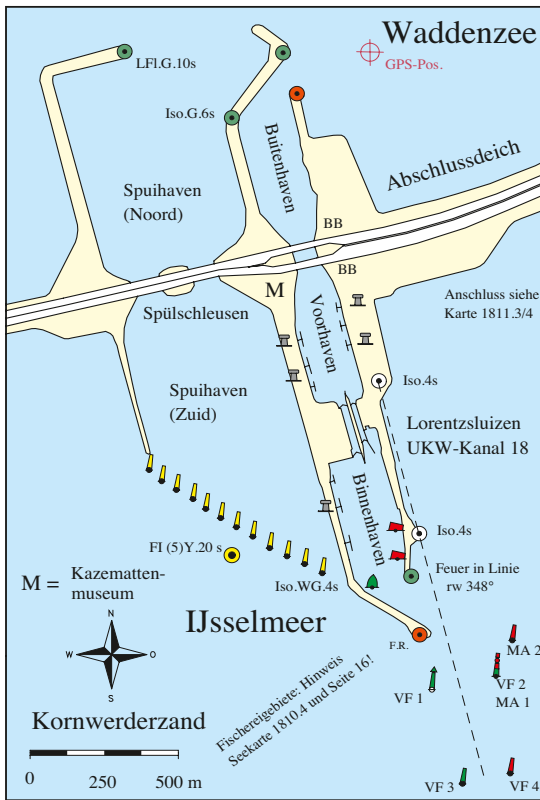 Waddenzee
GPS-Pos.
LFl.G.10s
Iso.G.6s
Buitenhaven
Abschlussdeich
Spuihaven
(Noord)
BB
BB
M
Anschluss siehe
Karte 1811.3/4
Spülschleusen
Voorhaven
Spuihaven
(Zuid)
Iso.4s
Lorentzsluizen
UKW-Kanal 18
Binnenhaven
Iso.4s
FI (5)Y.20 s
Feuer in Linie
rw 348°
Iso.WG.4s
M = Kazematten-
museum
IJsselmeer
F.R.
N
W O
S
MA 2
VF 1
VF 2
MA 1
Fischereigebiete: Hinweis
Seekarte 1810.4 und Seite 16!
Kornwerderzand
0 250 500 m
VF 3
VF 4